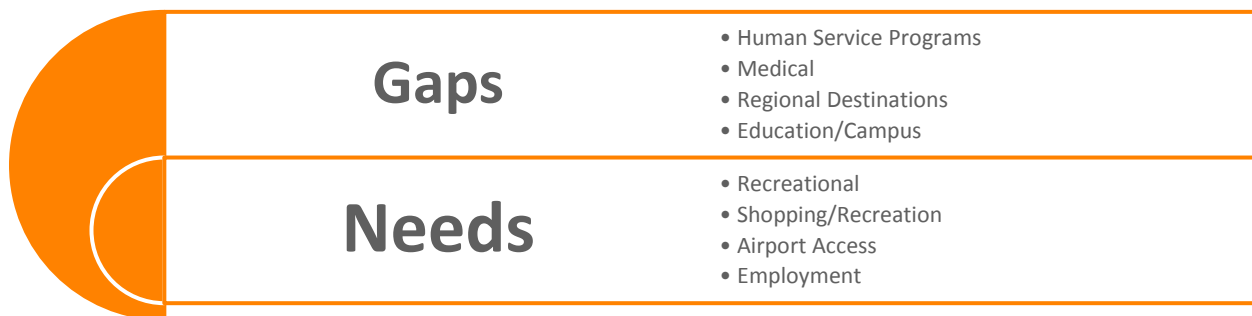 Gaps
• Human Service Programs
• Medical
• Regional Destinations
• Education/Campus
Needs
• Recreational
• Shopping/Recreation
• Airport Access
• Employment